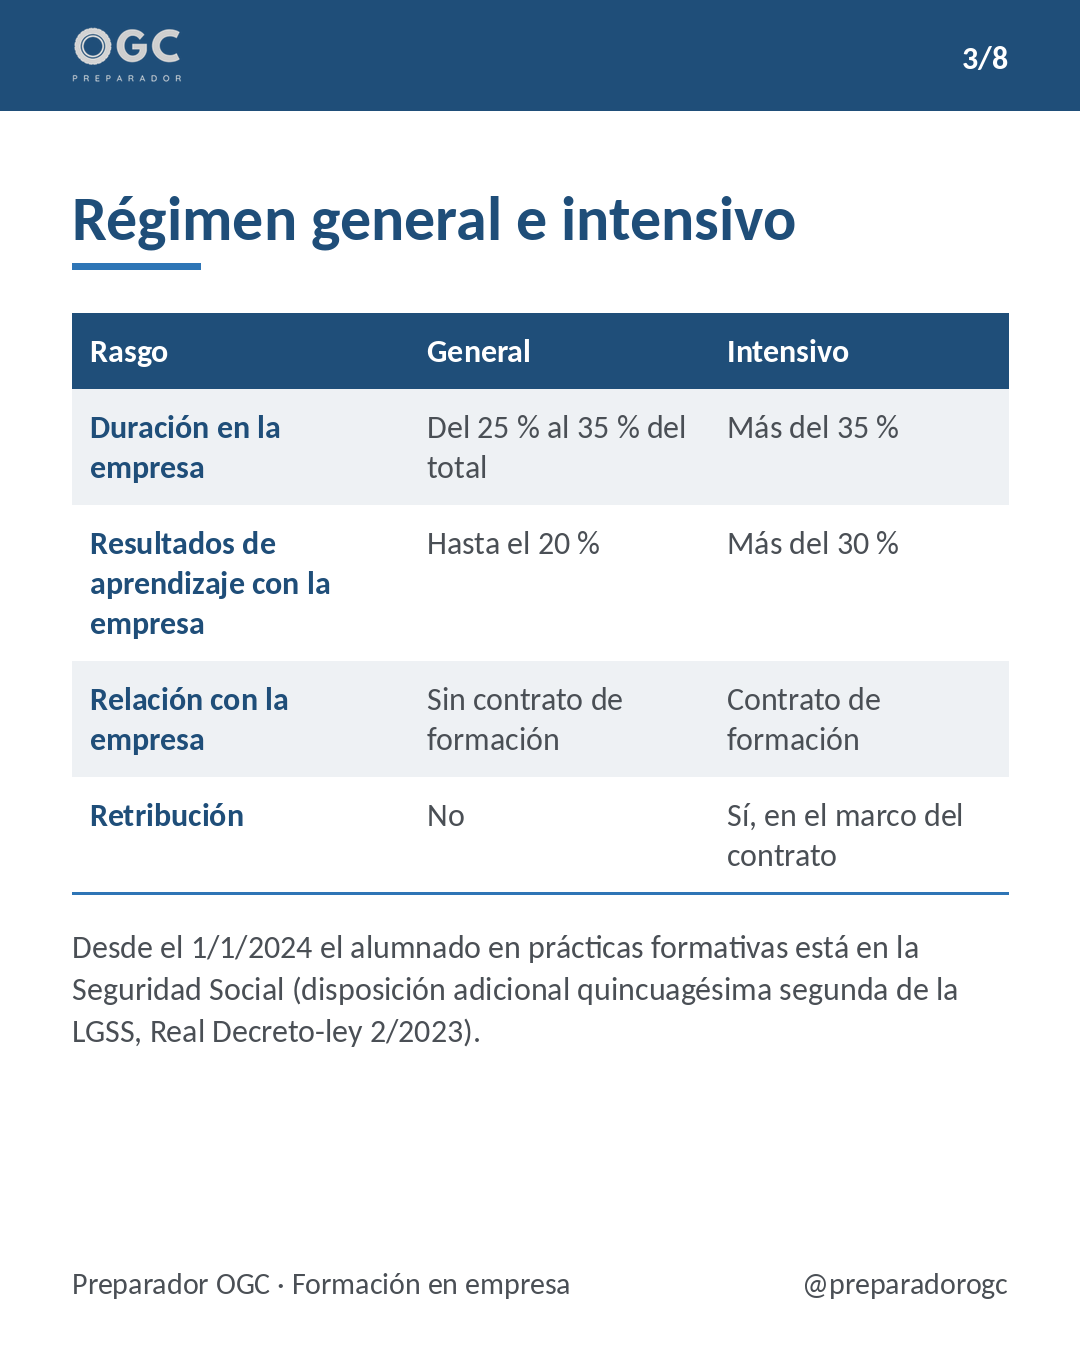 OGC
PREPARADOR
3/8
Régimen general e intensivo
Rasgo General Intensivo
Duración en la empresa Del 25 % al 35 % del total Más del 35 %
Resultados de aprendizaje con la empresa Hasta el 20 % Más del 30 %
Relación con la empresa Sin contrato de formación Contrato de formación
Retribución No Sí, en el marco del contrato
Desde el 1/1/2024 el alumnado en prácticas formativas está en la
Seguridad Social (disposición adicional quincuagésima segunda de la
LGSS, Real Decreto-ley 2/2023).
Preparador OGC · Formación en empresa @preparadorogc